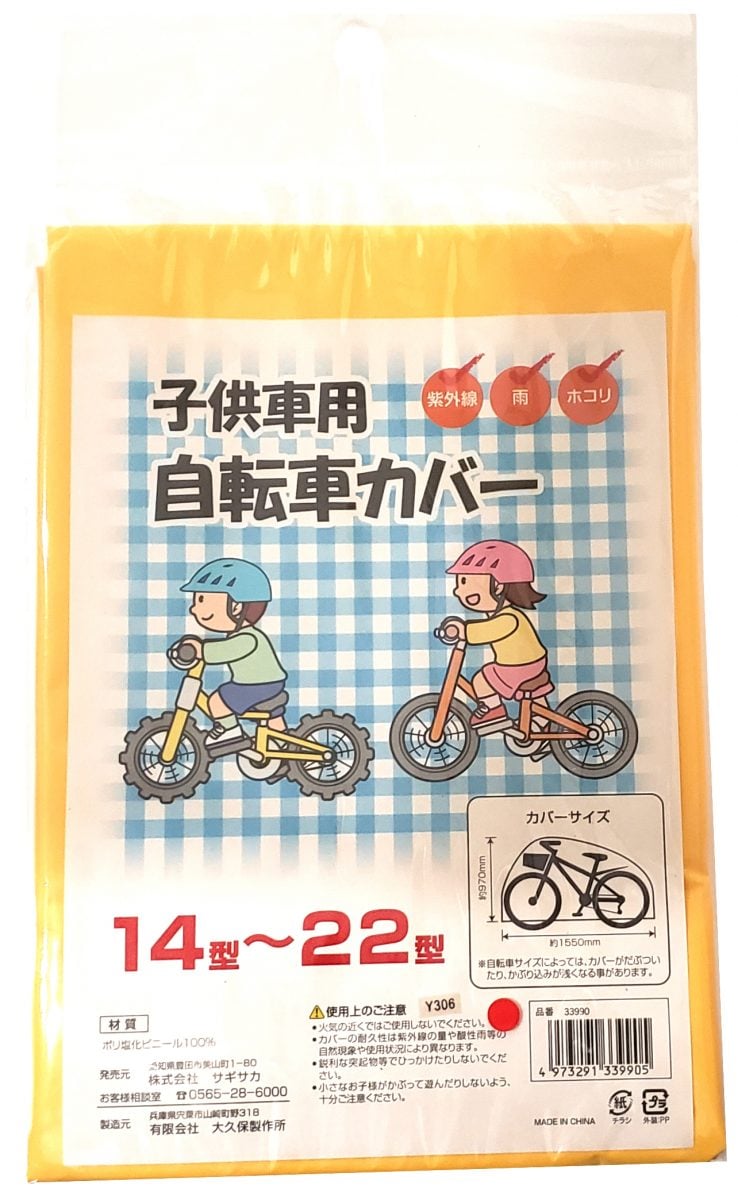 子供車用
自転車カバー
紫外線
雨
ホコリ
カバーサイズ
約970mm
約1550mm
※自転車サイズによっては、カバーがだぶつい
たり、かぶり込みが浅くなる事があります。
14型〜22型
材質
ポリ塩化ビニール100%
発売元 愛知県豊田市美山町1-80
株式会社 サギサカ
お客様相談室 ☎0565-28-6000
製造元 兵庫県宍粟市山崎町野318
有限会社 大久保製作所
⚠使用上のご注意
Y306
•火気の近くではご使用しないでください。
•カバーの耐久性は紫外線の量や酸性雨等の
自然現象や使用状況により異なります。
•鋭利な突起物等でひっかけたりしないでくだ
さい。
•小さなお子様がかぶって遊んだりしないよう、
十分ご注意ください。
品番 33990
4 973291 339905
MADE IN CHINA
紙
チラシ
プラ
外装:PP